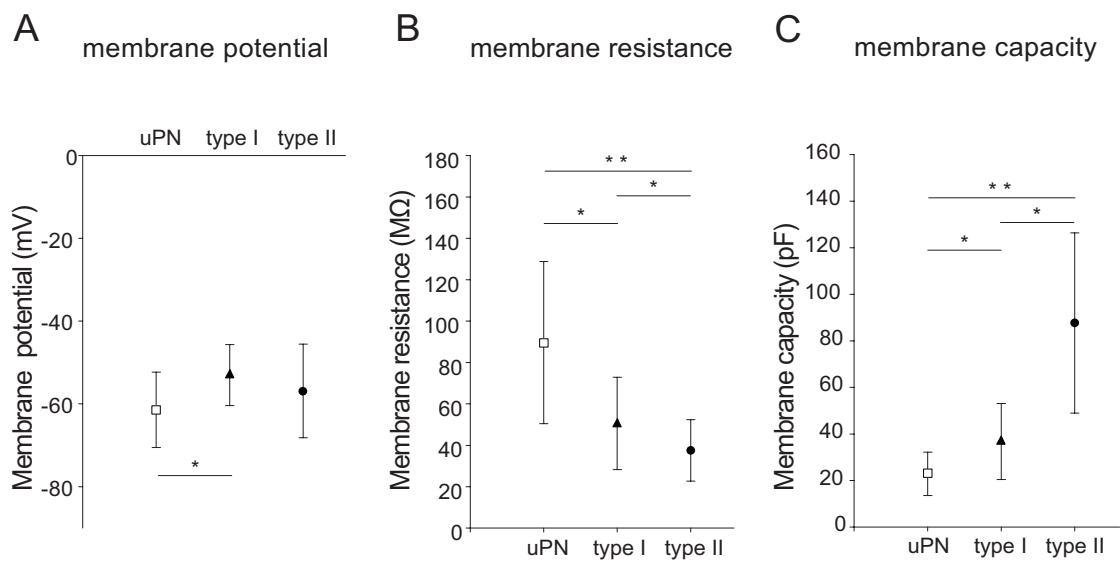 A
membrane potential
uPN type I type II
0
-20
-40
-60
-80
Membrane potential (mV)
*
B
membrane resistance
180
160
140
120
100
80
60
40
20
0
Membrane resistance (MΩ)
* *
*
*
uPN type I type II
C
membrane capacity
160
140
120
100
80
60
40
20
0
Membrane capacity (pF)
* *
*
*
uPN type I type II